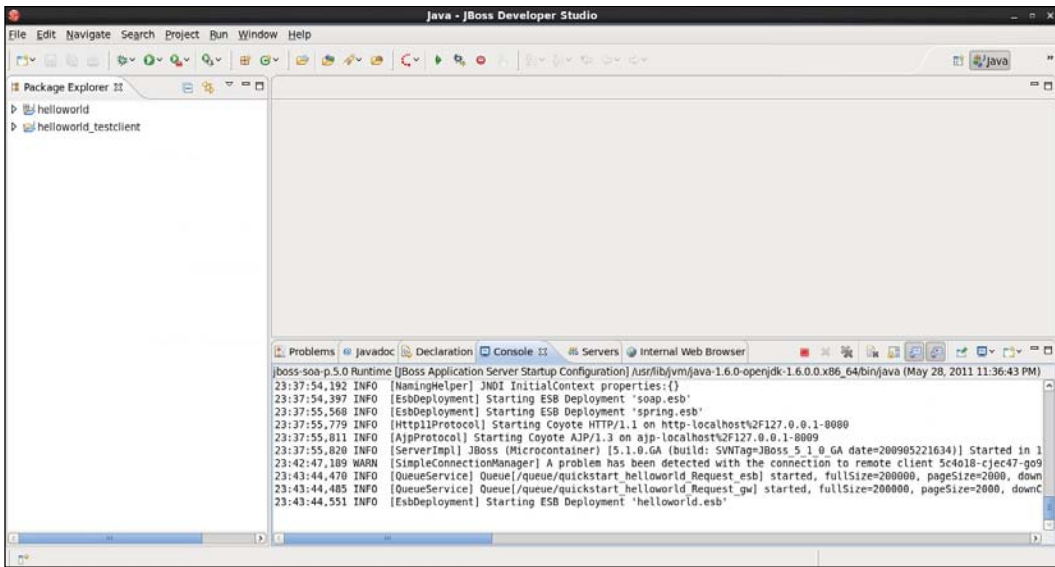 Java - JBoss Developer Studio
File Edit Navigate Search Project Run Window Help
Java
Package Explorer
helloworld
helloworld_testclient
Problems Javadoc Declaration Console Servers Internal Web Browser
jboss-soa-p.5.0 Runtime [JBoss Application Server Startup Configuration] /usr/lib/jvm/java-1.6.0-openjdk-1.6.0.0.x86_64/bin/java (May 28, 2011 11:36:43 PM)
23:37:54,192 INFO [NamingHelper] JNDI InitialContext properties:{}
23:37:54,397 INFO [EsbDeployment] Starting ESB Deployment 'soap.esb'
23:37:55,568 INFO [EsbDeployment] Starting ESB Deployment 'spring.esb'
23:37:55,779 INFO [Http11Protocol] Starting Coyote HTTP/1.1 on http-localhost%2F127.0.0.1-8080
23:37:55,811 INFO [AjpProtocol] Starting Coyote AJP/1.3 on ajp-localhost%2F127.0.0.1-8009
23:37:55,820 INFO [ServerImpl] JBoss (Microcontainer) [5.1.0.GA (build: SVNTag=JBoss_5_1_0_GA date=200905221634)] Started in 1
23:42:47,189 WARN [SimpleConnectionManager] A problem has been detected with the connection to remote client 5c4o18-cjec47-go9
23:43:44,470 INFO [QueueService] Queue[/queue/quickstart_helloworld_Request_esb] started, fullSize=200000, pageSize=2000, down
23:43:44,485 INFO [QueueService] Queue[/queue/quickstart_helloworld_Request_gw] started, fullSize=200000, pageSize=2000, downC
23:43:44,551 INFO [EsbDeployment] Starting ESB Deployment 'helloworld.esb'